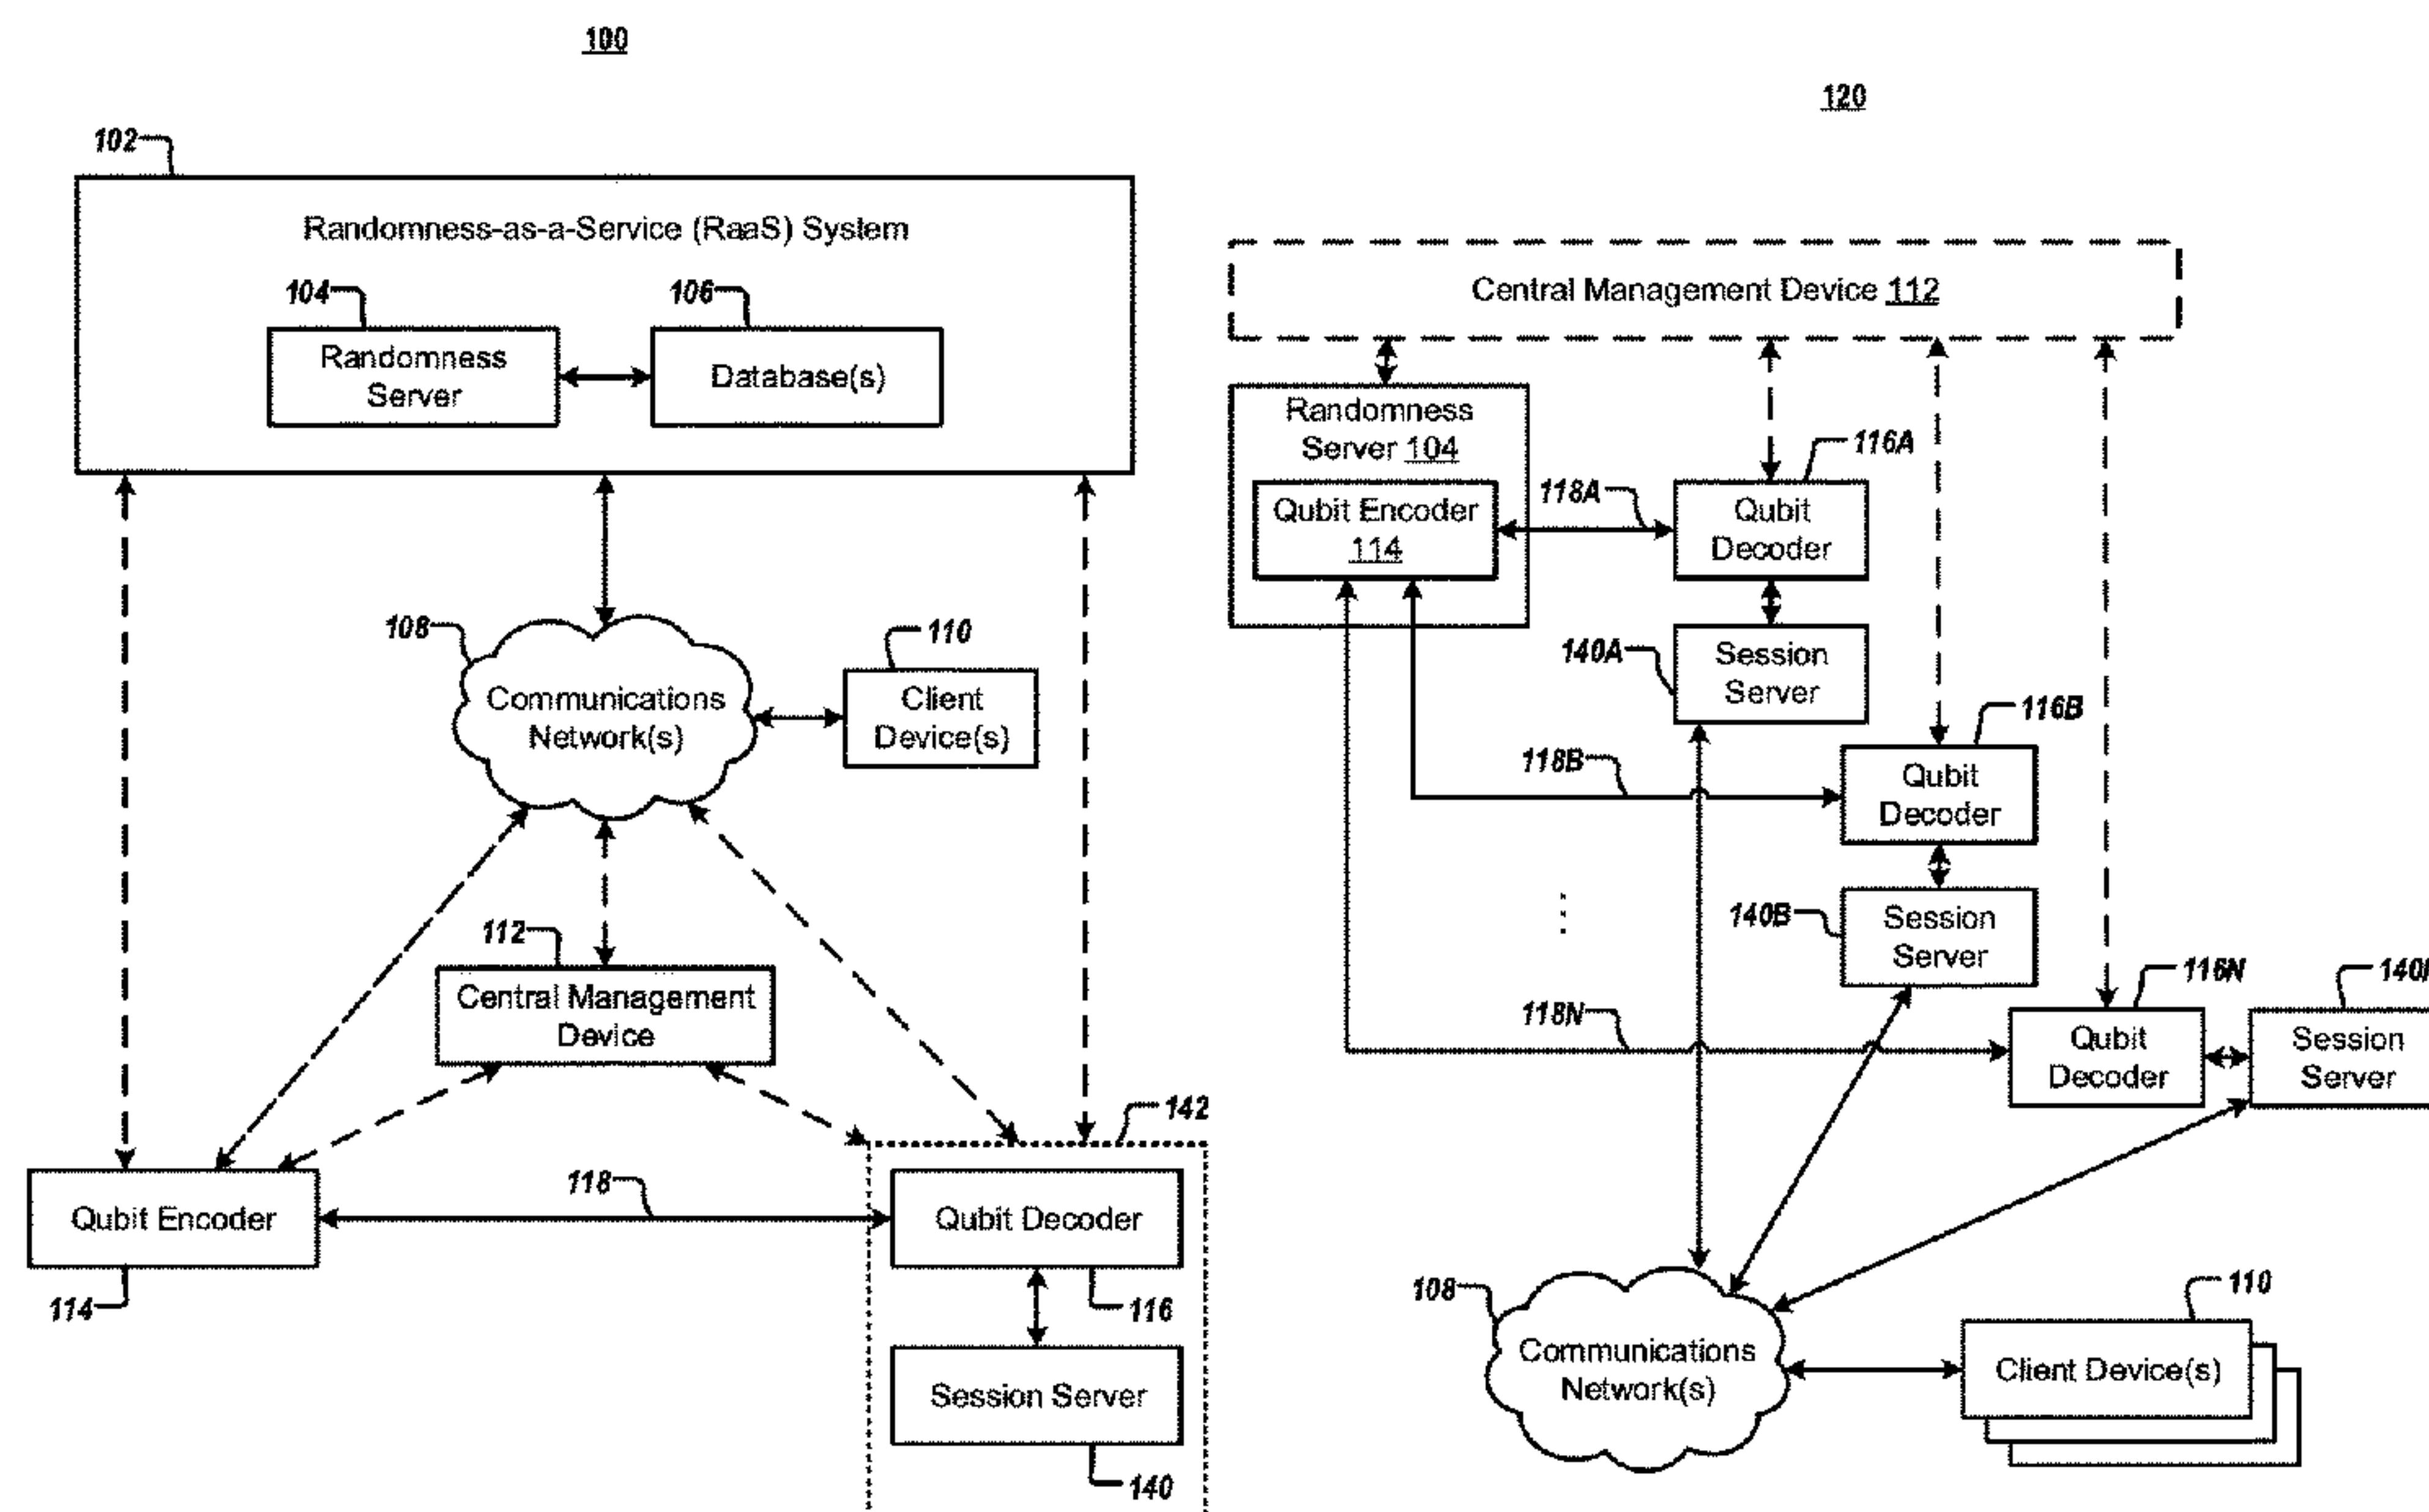 100
102
Randomness-as-a-Service (RaaS) System
104
106
Randomness
Server
Database(s)
108
110
Communications
Network(s)
Client
Device(s)
112
Central Management
Device
142
118
Qubit Encoder
Qubit Decoder
114
116
Session Server
140
120
Central Management Device 112
Randomness
Server 104
116A
118A
Qubit Encoder
114
Qubit
Decoder
140A
Session
Server
116B
118B
Qubit
Decoder
140B
Session
Server
116N
118N
Qubit
Decoder
Session
Server
108
110
Communications
Network(s)
Client Device(s)